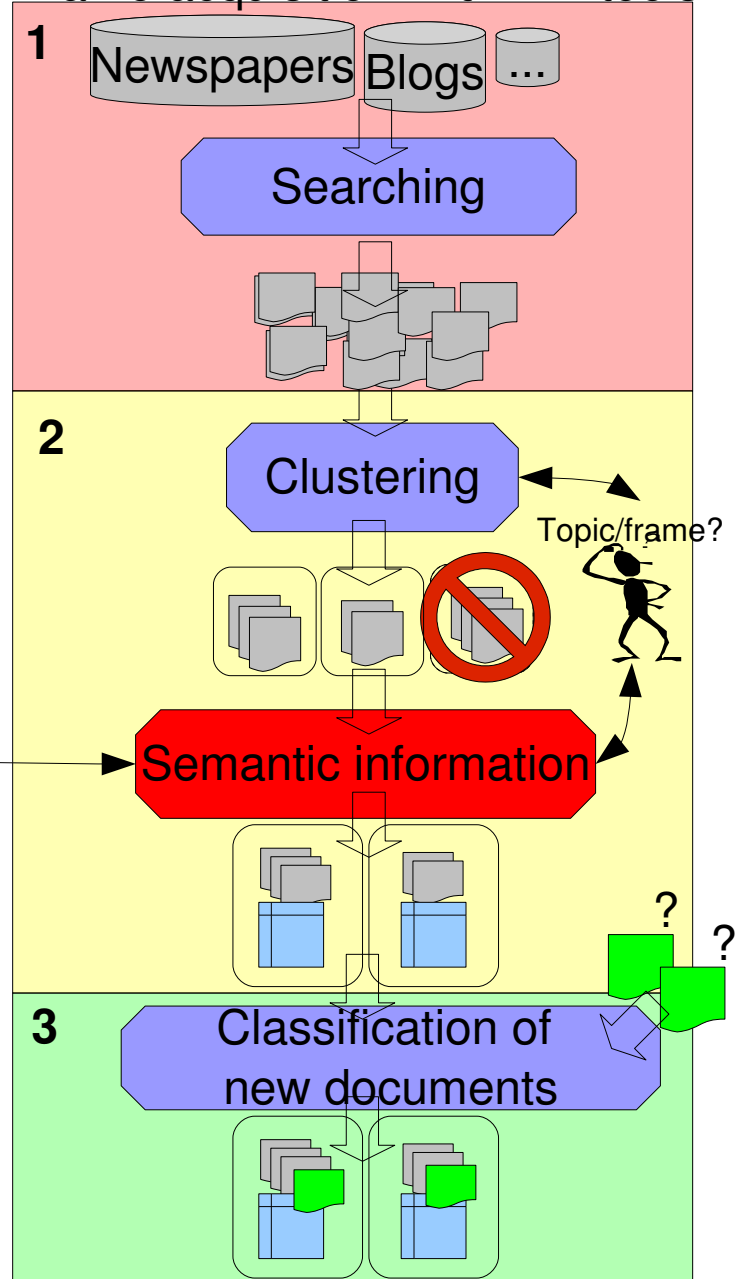 1
Newspapers
Blogs
...
Searching
2
Clustering
Topic/frame?
Semantic information
?
?
3
Classification of
new documents